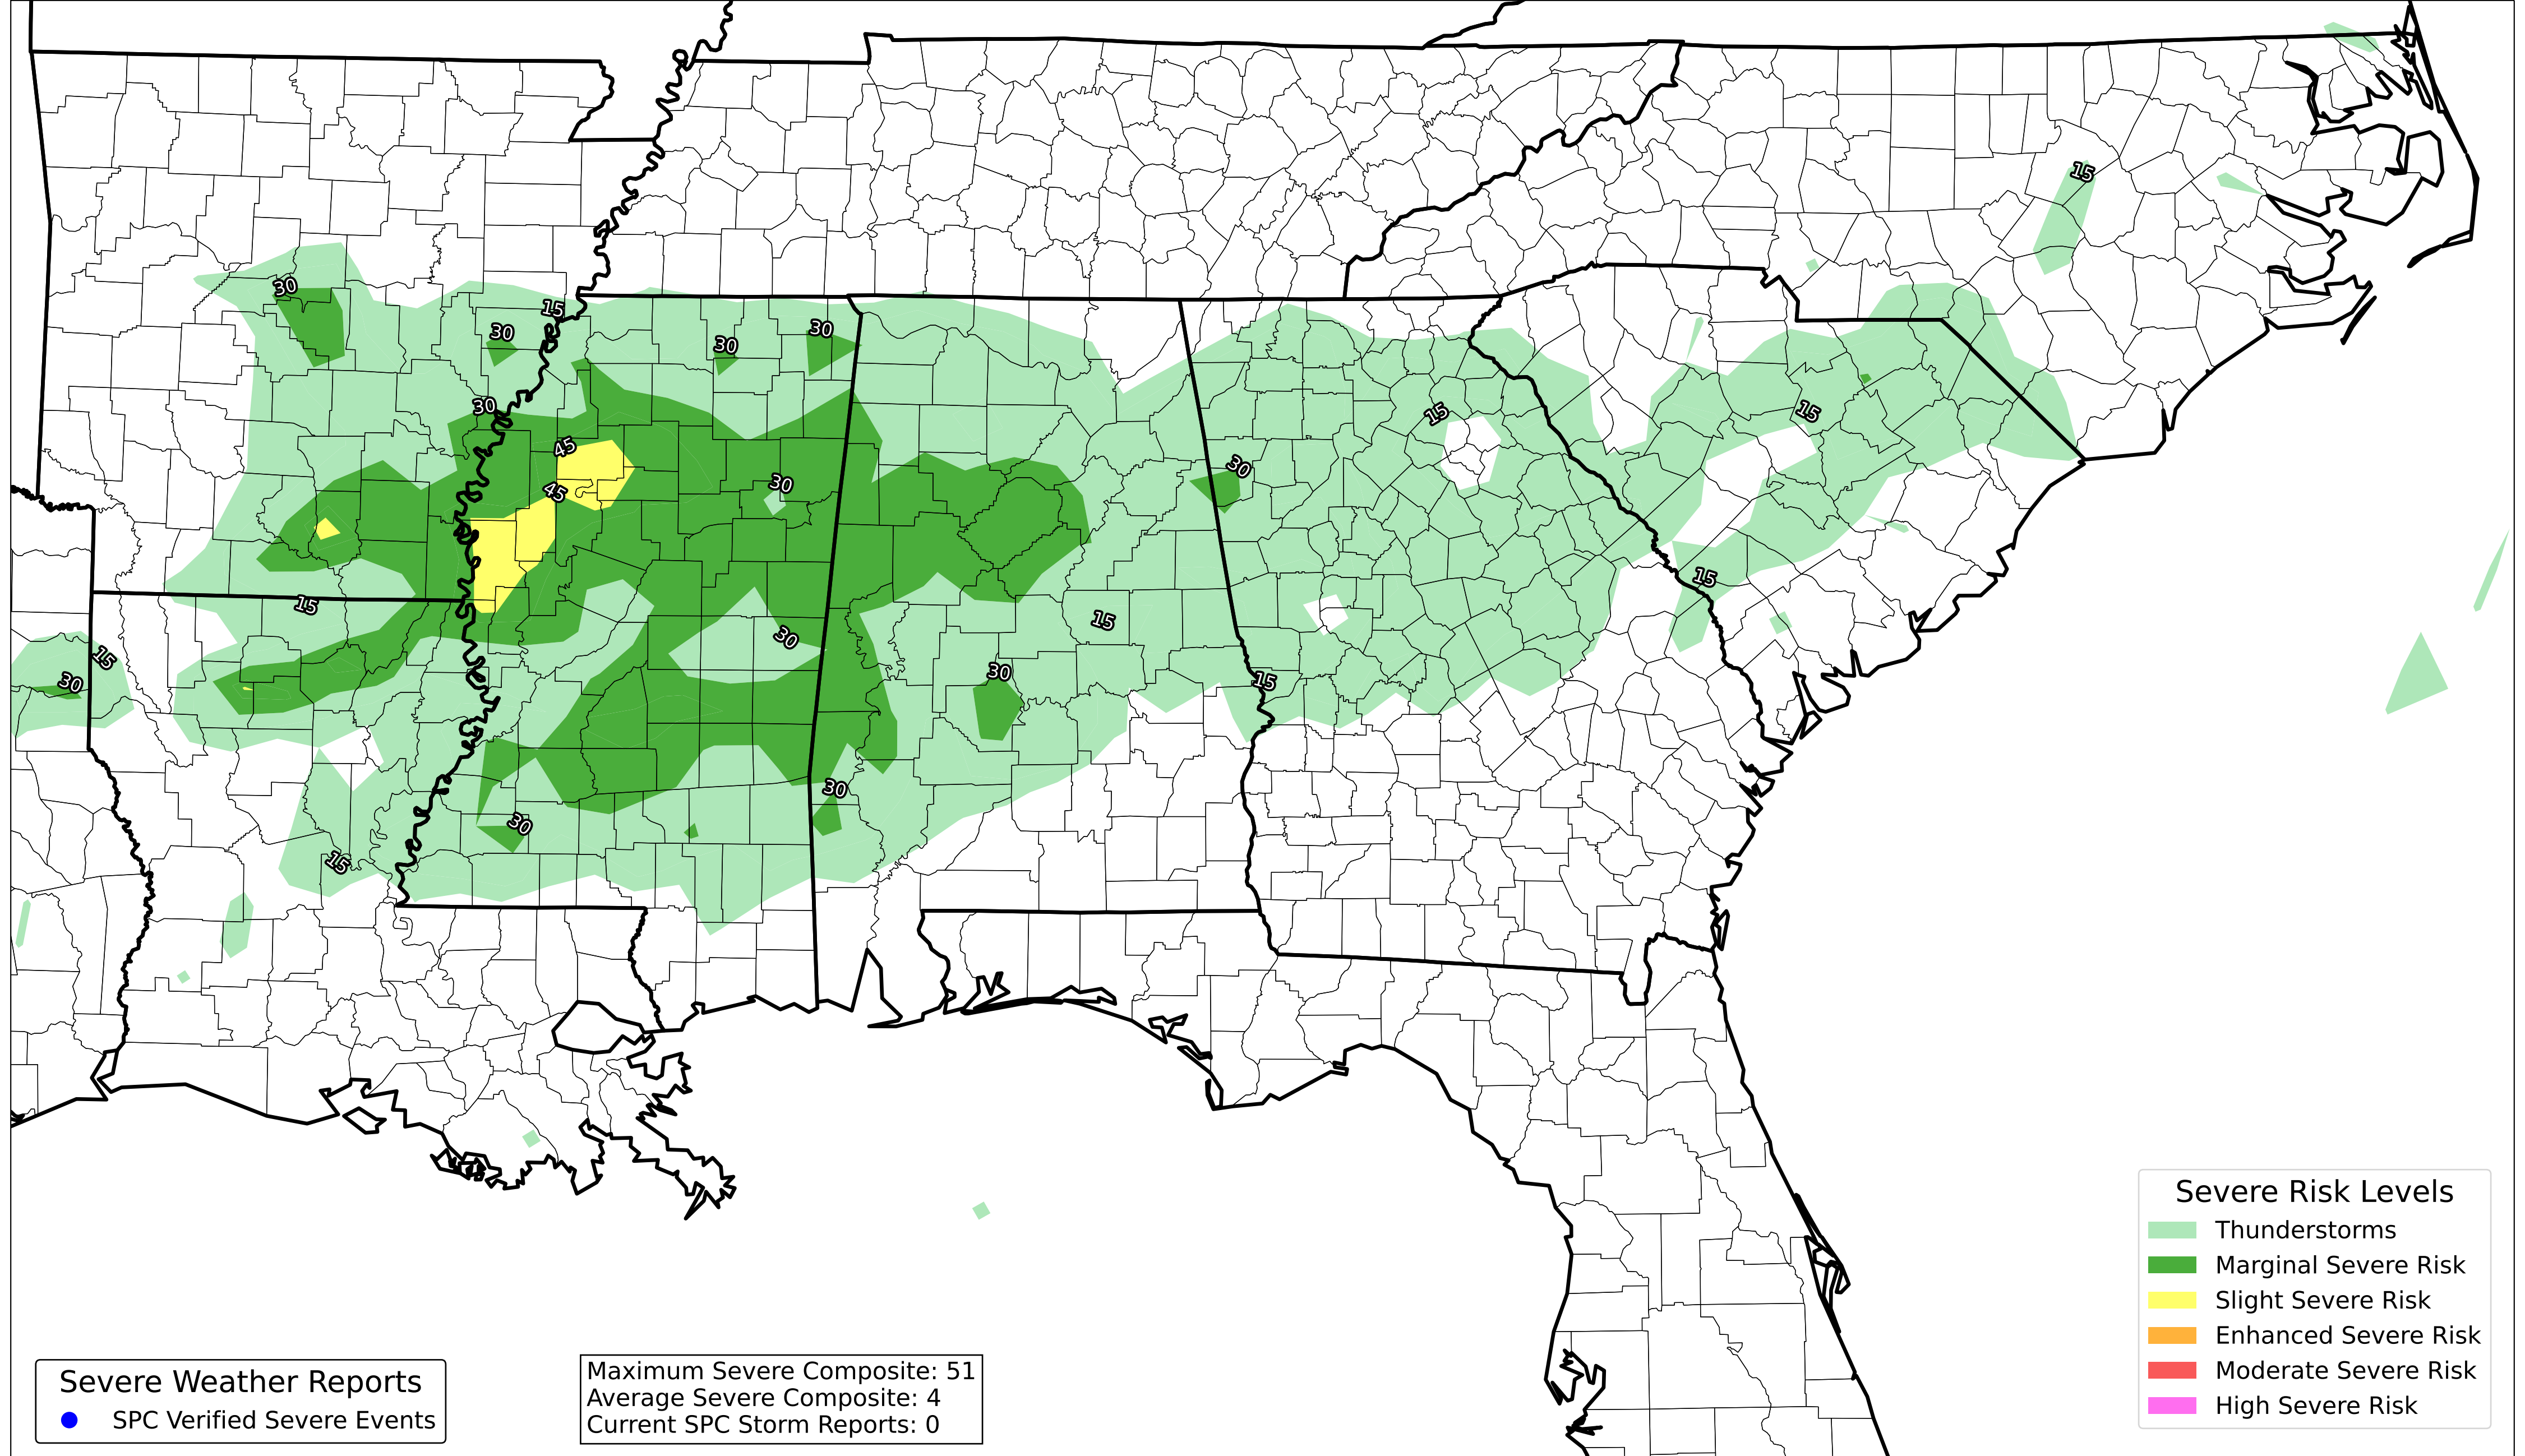 15
30
15
30
30
30
30
15
15
45
30
45
30
15
15
30
15
15
30
30
15
30
15
30
30
15
Severe Risk Levels
Thunderstorms
Marginal Severe Risk
Slight Severe Risk
Enhanced Severe Risk
Moderate Severe Risk
High Severe Risk
Severe Weather Reports
SPC Verified Severe Events
Maximum Severe Composite: 51
Average Severe Composite: 4
Current SPC Storm Reports: 0